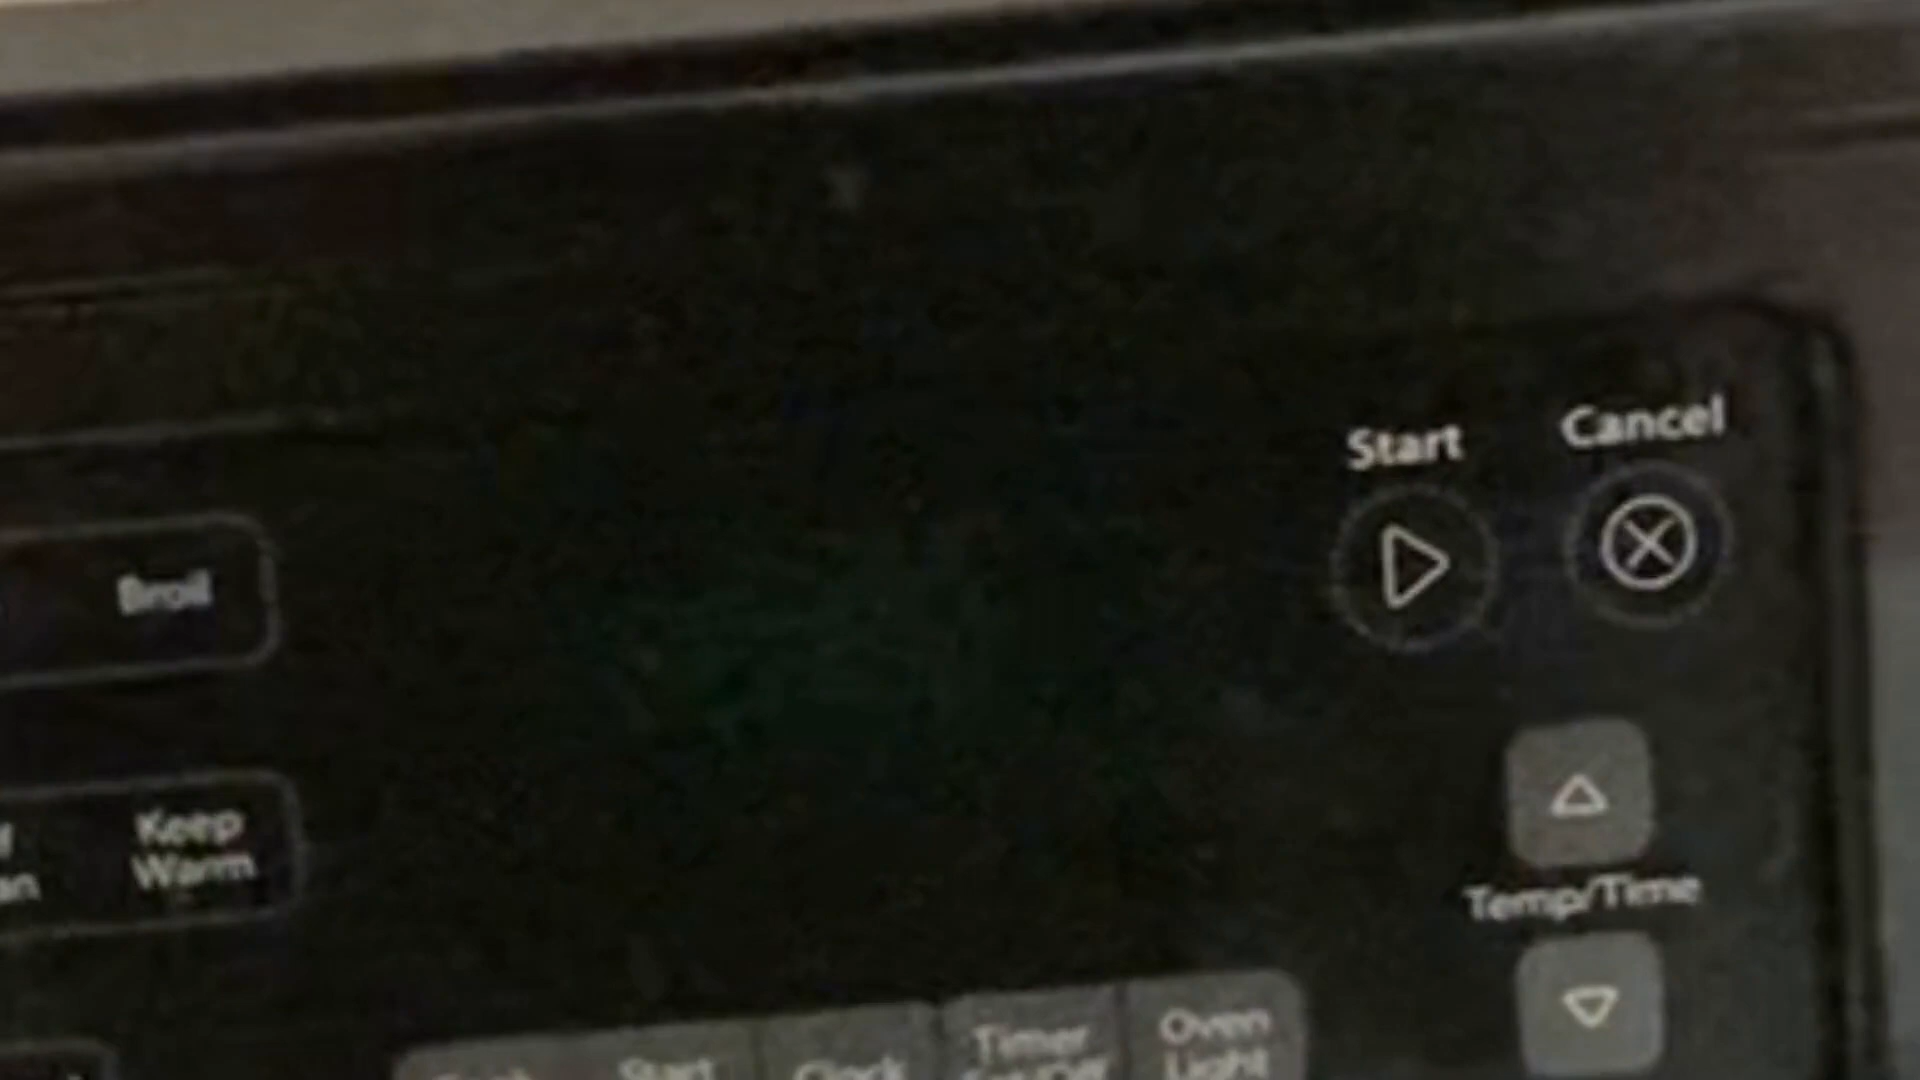 Start
Cancel
Broil
Keep
Warm
Temp/Time
Timer
Oven
Start
Clock
Light